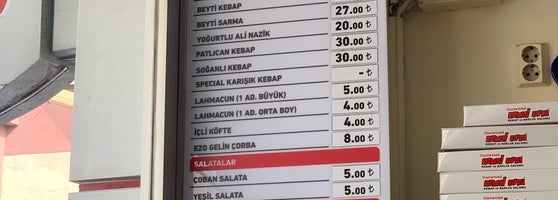 BEYTİ KEBAP
BEYTİ SARMA 27.00 ₺
YOĞURTLU ALİ NAZİK 20.00 ₺
PATLICAN KEBAP 30.00 ₺
SOĞANLI KEBAP 30.00 ₺
SPECIAL KARIŞIK KEBAP - ₺
LAHMACUN (1 AD. BÜYÜK) 5.00 ₺
LAHMACUN (1 AD. ORTA BOY) 4.00 ₺
İÇLİ KÖFTE 4.00 ₺
EZO GELİN ÇORBA 8.00 ₺
SALATALAR
ÇOBAN SALATA 5.00 ₺
YEŞİL SALATA 5.00 ₺